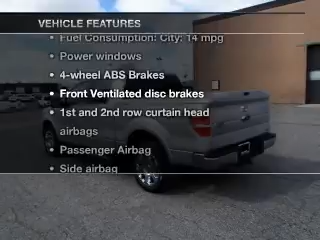 VEHICLE FEATURES
Fuel Consumption: City: 14 mpg
Power windows
4-wheel ABS Brakes
Front Ventilated disc brakes
1st and 2nd row curtain head
airbags
Passenger Airbag
Side airbag